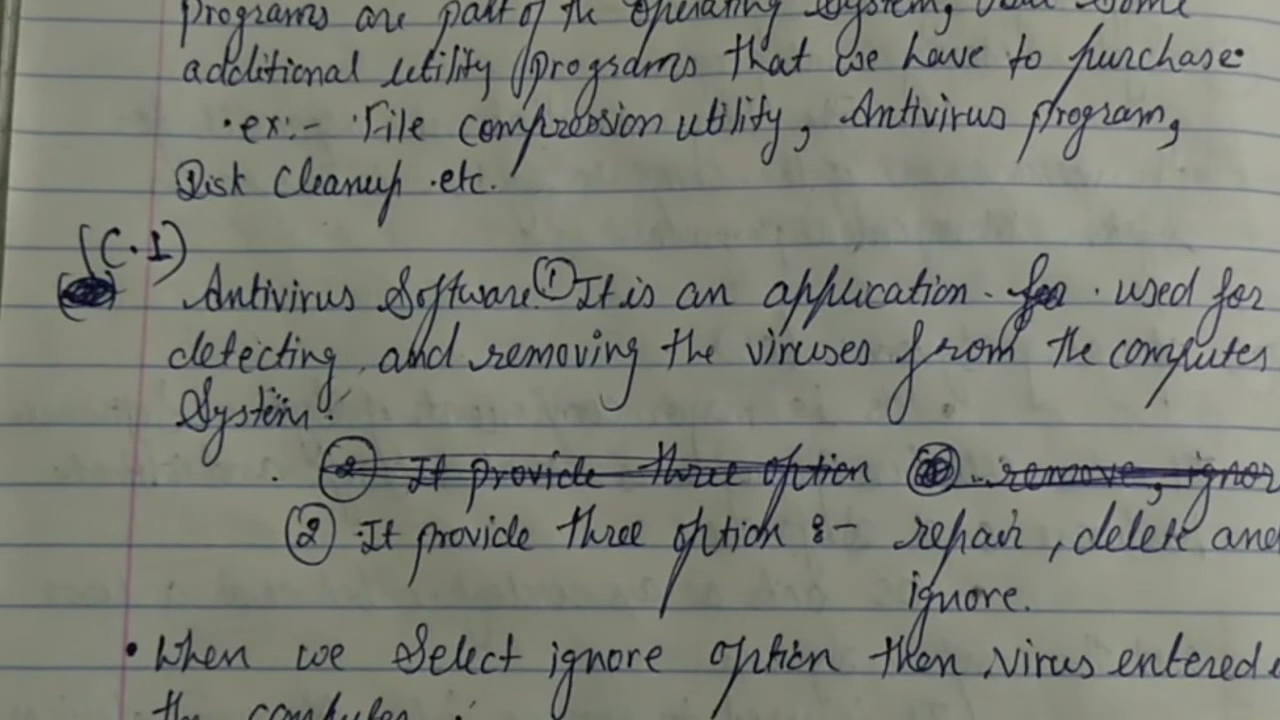 programs are part of the operating system, but some
additional utility programs that we have to purchase.
• ex:- File compression utility, Antivirus program,
Disk Cleanup etc.
(C.I)
Antivirus Software ① It is an application for used for
detecting and removing the viruses from the computer
System.
② It provide three option remove, ignor
② It provide three option :- repair, delete and
ignore.
• When we Select ignore option then virus entered
the computer